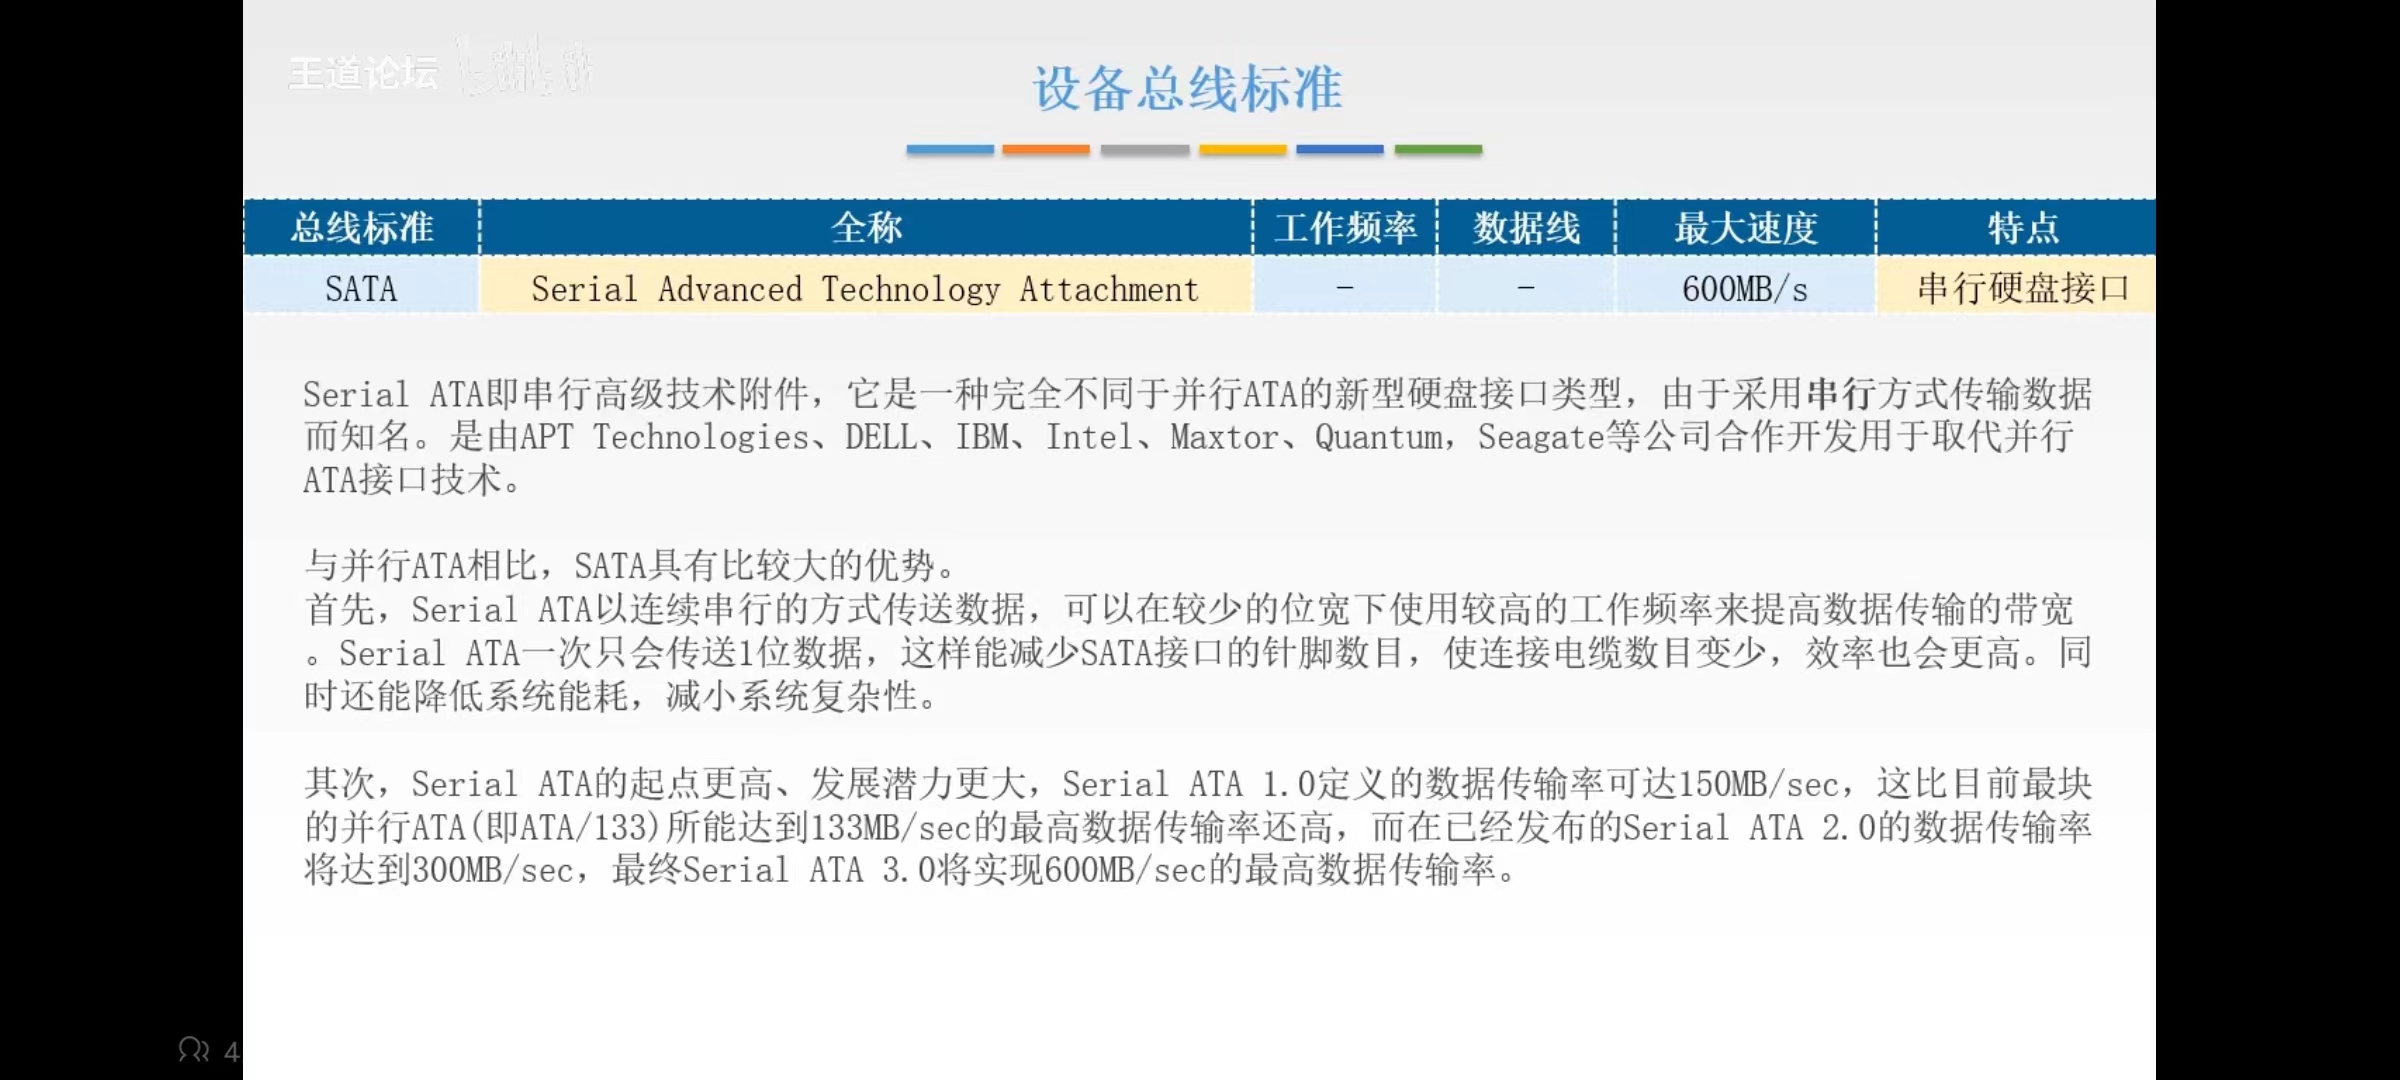 王道论坛 bilibili
设备总线标准
总线标准 全称 工作频率 数据线 最大速度 特点
SATA Serial Advanced Technology Attachment - - 600MB/s 串行硬盘接口
Serial ATA即串行高级技术附件，它是一种完全不同于并行ATA的新型硬盘接口类型，由于采用串行方式传输数据
而知名。是由APT Technologies、DELL、IBM、Intel、Maxtor、Quantum，Seagate等公司合作开发用于取代并行
ATA接口技术。
与并行ATA相比，SATA具有比较大的优势。
首先，Serial ATA以连续串行的方式传送数据，可以在较少的位宽下使用较高的工作频率来提高数据传输的带宽
。Serial ATA一次只会传送1位数据，这样能减少SATA接口的针脚数目，使连接电缆数目变少，效率也会更高。同
时还能降低系统能耗，减小系统复杂性。
其次，Serial ATA的起点更高、发展潜力更大，Serial ATA 1.0定义的数据传输率可达150MB/sec，这比目前最块
的并行ATA(即ATA/133)所能达到133MB/sec的最高数据传输率还高，而在已经发布的Serial ATA 2.0的数据传输率
将达到300MB/sec，最终Serial ATA 3.0将实现600MB/sec的最高数据传输率。
4